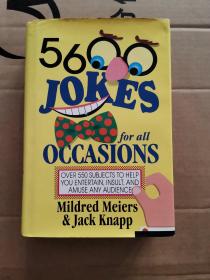 5600
JOKES
for all
OCCASIONS
OVER 550 SUBJECTS TO HELP
YOU ENTERTAIN, INSULT, AND
AMUSE ANY AUDIENCE
Mildred Meiers
& Jack Knapp